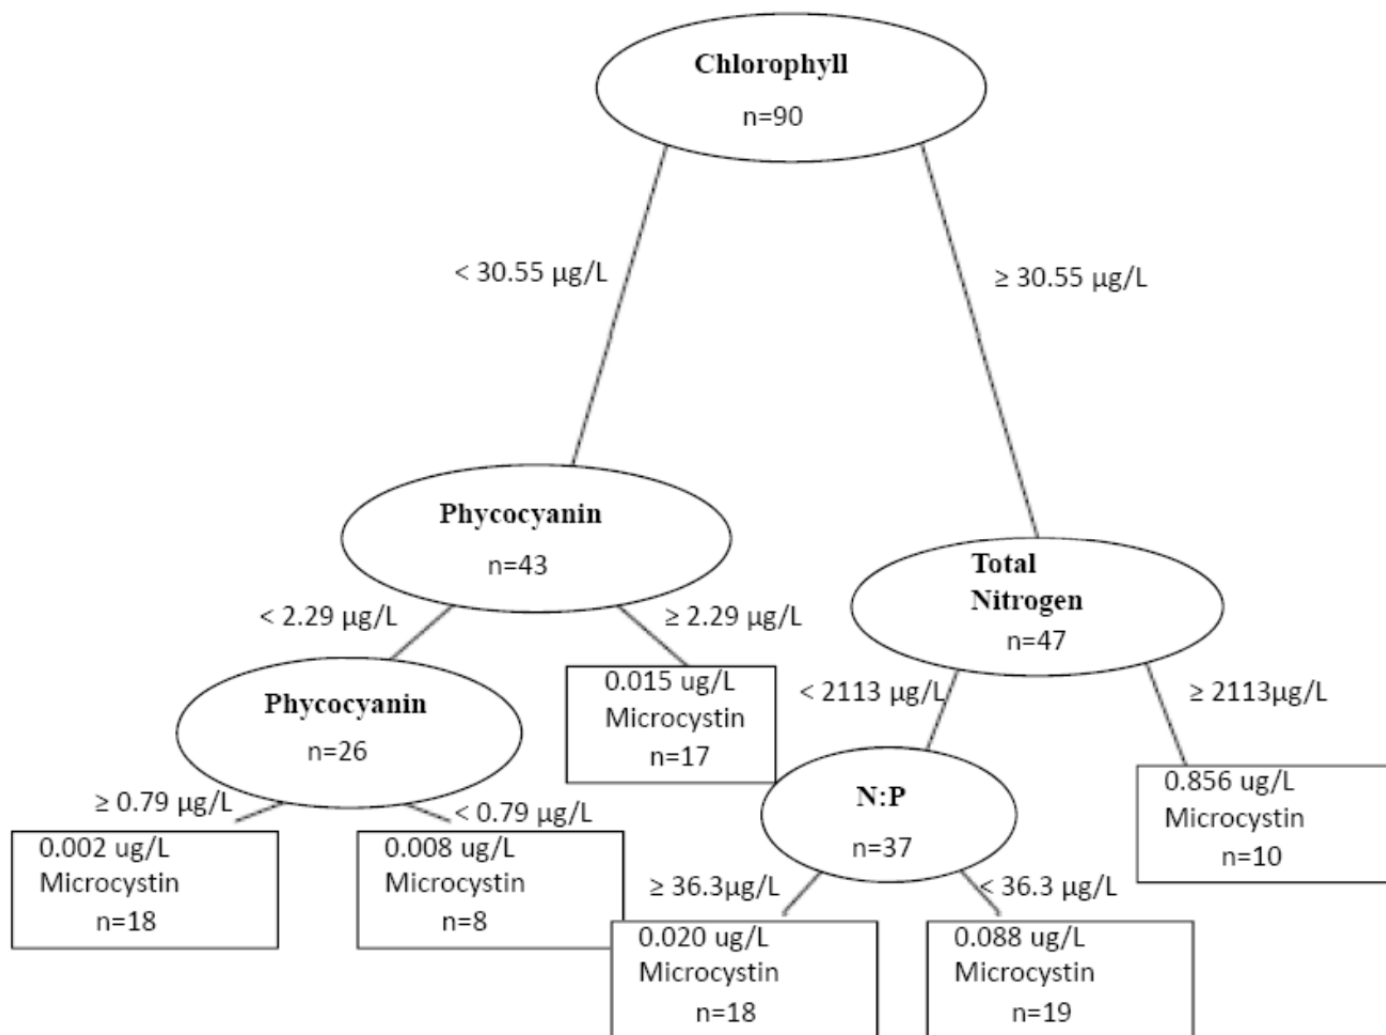 Chlorophyll
n=90
< 30.55 µg/L
≥ 30.55 µg/L
Phycocyanin
n=43
Total
Nitrogen
n=47
< 2.29 µg/L
≥ 2.29 µg/L
Phycocyanin
n=26
0.015 ug/L
Microcystin
n=17
< 2113 µg/L
≥ 2113µg/L
N:P
n=37
0.856 ug/L
Microcystin
n=10
≥ 0.79 µg/L
< 0.79 µg/L
0.002 ug/L
Microcystin
n=18
0.008 ug/L
Microcystin
n=8
≥ 36.3µg/L
< 36.3 µg/L
0.020 ug/L
Microcystin
n=18
0.088 ug/L
Microcystin
n=19